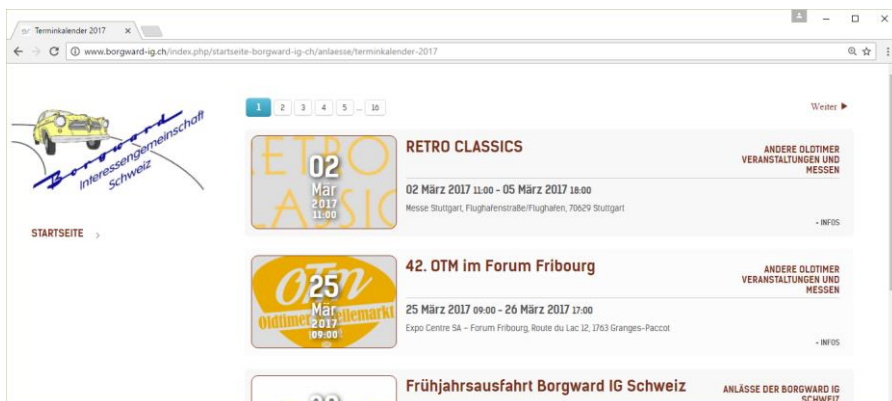 Terminkalender 2017
www.borgward-ig.ch/index.php/startseite-borgward-ig-ch/anlaesse/terminkalender-2017
Borgward
Interessengemeinschaft
Schweiz
STARTSEITE
1 2 3 4 5 ... 16
Weiter
RETRO CLASSICS
ANDERE OLDTIMER
VERANSTALTUNGEN UND
MESSEN
RETRO
CLASSIC
02
Mär
2017
11:00
02 März 2017 11:00 - 05 März 2017 18:00
Messe Stuttgart, Flughafenstraße/Flughafen, 70629 Stuttgart
- INFOS
42. OTM im Forum Fribourg
ANDERE OLDTIMER
VERANSTALTUNGEN UND
MESSEN
OTM
25
Mär
2017
09:00
25 März 2017 09:00 - 26 März 2017 17:00
Expo Centre SA – Forum Fribourg, Route du Lac 12, 1763 Granges-Paccot
- INFOS
Frühjahrsausfahrt Borgward IG Schweiz
ANLÄSSE DER BORGWARD IG
SCHWEIZ